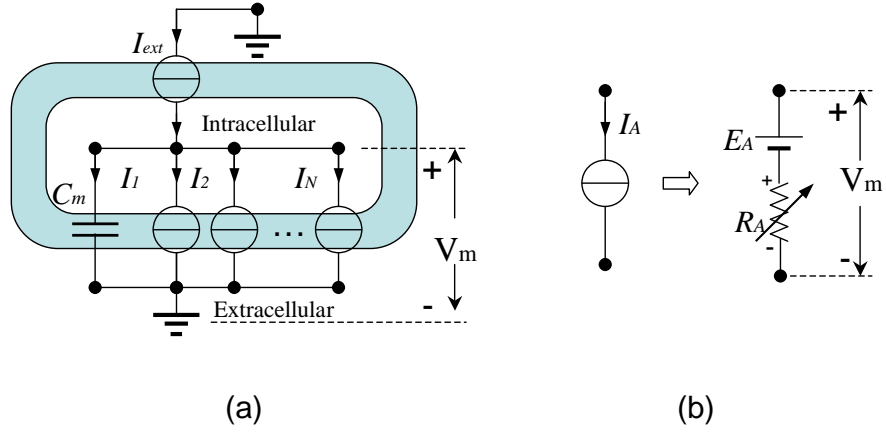 I_ext
Intracellular
C_m I_1 I_2 I_N
+
...
V_m
-
Extracellular
(a)
I_A
+
E_A
+
V_m
R_A
-
-
(b)